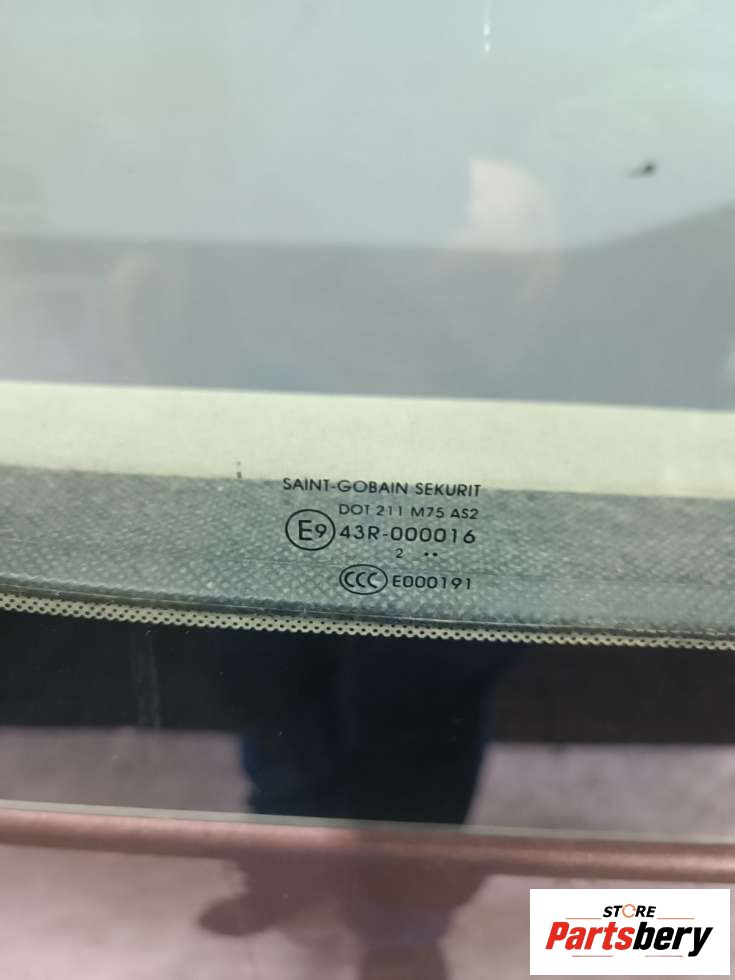 SAINT-GOBAIN SEKURIT
DOT 211 M75 AS2
E9 43R-000016
2 ••
CCC E000191
STORE
Partsbery